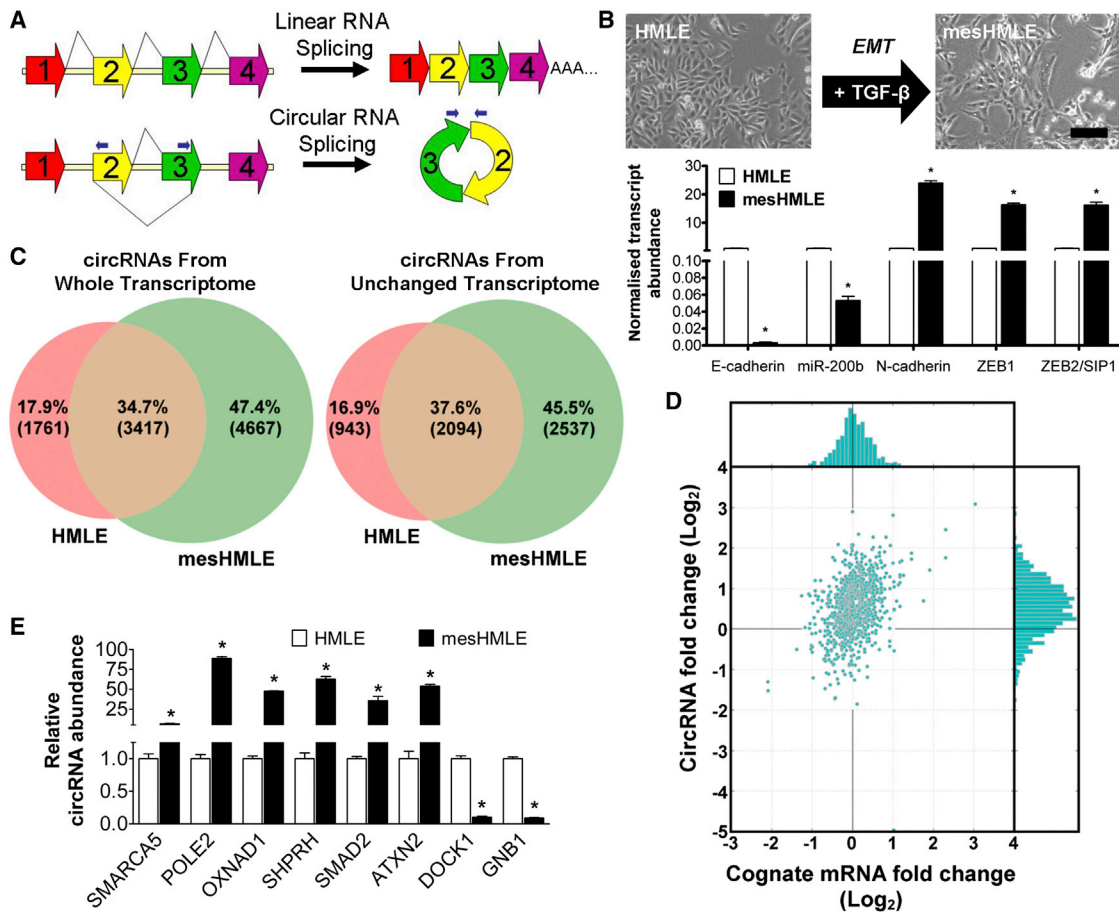 A
1 2 3 4
Linear RNA
Splicing
1 2 3 4 AAA...
1 2 3 4
Circular RNA
Splicing
3 2
B
HMLE
EMT
+ TGF-β
mesHMLE
Normalised transcript
abundance
30
20
10
0.10
0.08
0.06
0.04
0.02
0.00
HMLE
mesHMLE
* * * * *
E-cadherin miR-200b N-cadherin ZEB1 ZEB2/SIP1
C
circRNAs From
Whole Transcriptome
17.9%
(1761)
34.7%
(3417)
47.4%
(4667)
HMLE
mesHMLE
circRNAs From
Unchanged Transcriptome
16.9%
(943)
37.6%
(2094)
45.5%
(2537)
HMLE
mesHMLE
D
CircRNA fold change (Log₂)
4
3
2
1
0
-1
-2
-3
-4
-5
-3 -2 -1 0 1 2 3 4
Cognate mRNA fold change
(Log₂)
E
Relative
circRNA abundance
100
75
50
25
1.0
0.5
0.0
HMLE
mesHMLE
* * * * * * * *
SMARCA5 POLE2 OXNAD1 SHPRH SMAD2 ATXN2 DOCK1 GNB1